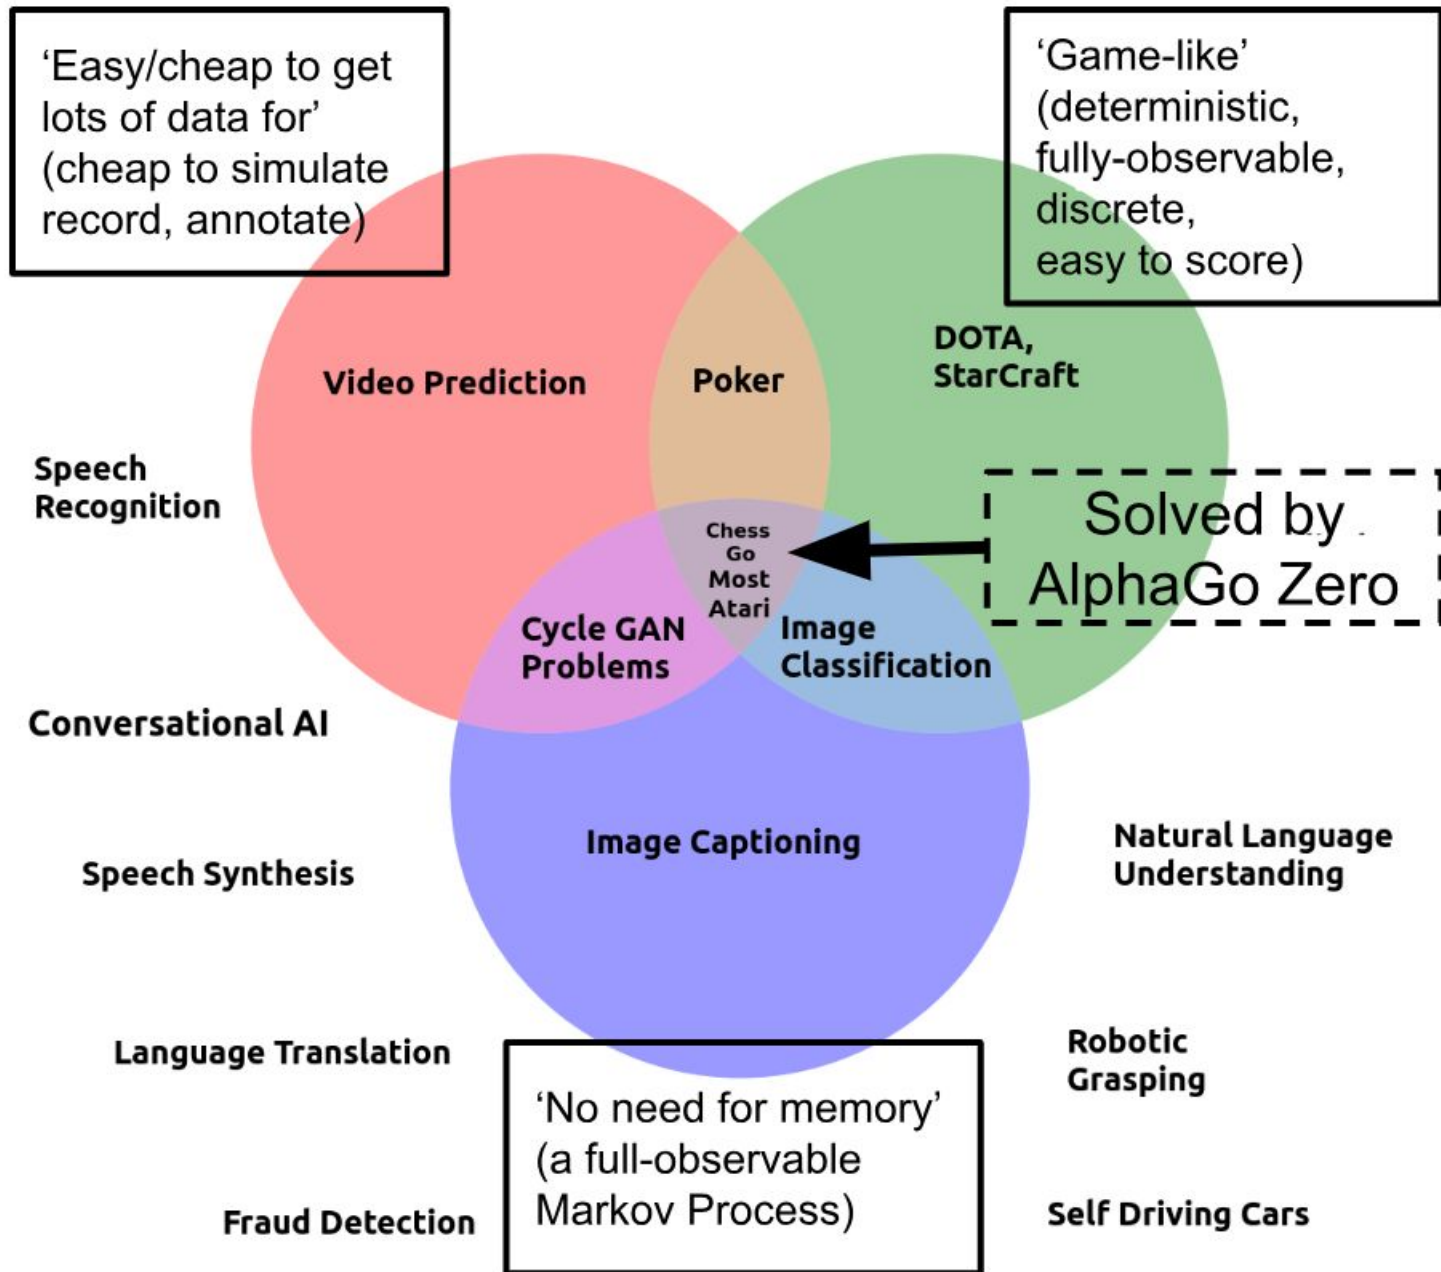 ‘Easy/cheap to get
lots of data for’
(cheap to simulate
record, annotate)
‘Game-like’
(deterministic,
fully-observable,
discrete,
easy to score)
Video Prediction
Poker
DOTA,
StarCraft
Speech
Recognition
Chess
Go
Most
Atari
Solved by
AlphaGo Zero
Cycle GAN
Problems
Image
Classification
Conversational AI
Image Captioning
Natural Language
Understanding
Speech Synthesis
Language Translation
Robotic
Grasping
‘No need for memory’
(a full-observable
Markov Process)
Fraud Detection
Self Driving Cars